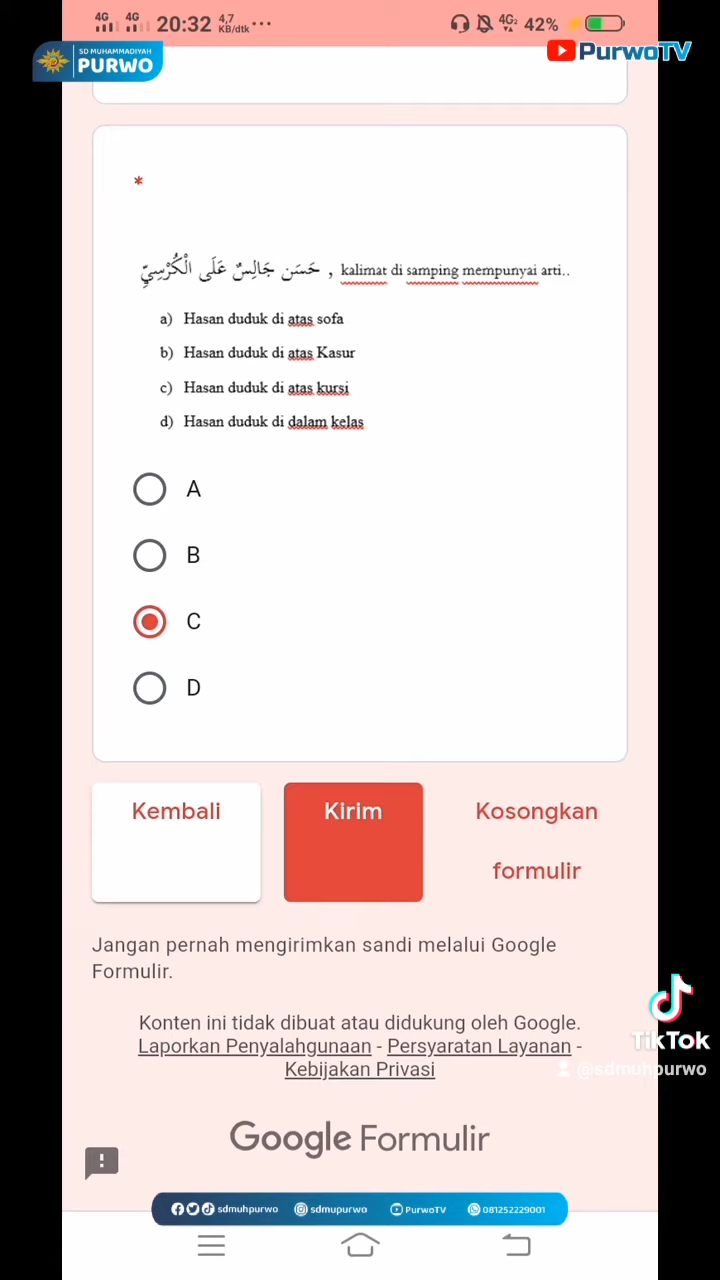 4G 4G 20:32 4,7 KB/dtk ... 4G 42%
SD MUHAMMADIYAH
PURWO
PurwoTV
*
حَسَن جَالِسٌ عَلَى الْكُرْسِيِّ , kalimat di samping mempunyai arti..
a) Hasan duduk di atas sofa
b) Hasan duduk di atas Kasur
c) Hasan duduk di atas kursi
d) Hasan duduk di dalam kelas
A
B
C
D
Kembali
Kirim
Kosongkan
formulir
Jangan pernah mengirimkan sandi melalui Google
Formulir.
Konten ini tidak dibuat atau didukung oleh Google.
Laporkan Penyalahgunaan - Persyaratan Layanan -
Kebijakan Privasi
TikTok
@sdmuhpurwo
Google Formulir
sdmuhpurwo sdmupurwo PurwoTV 081252229001